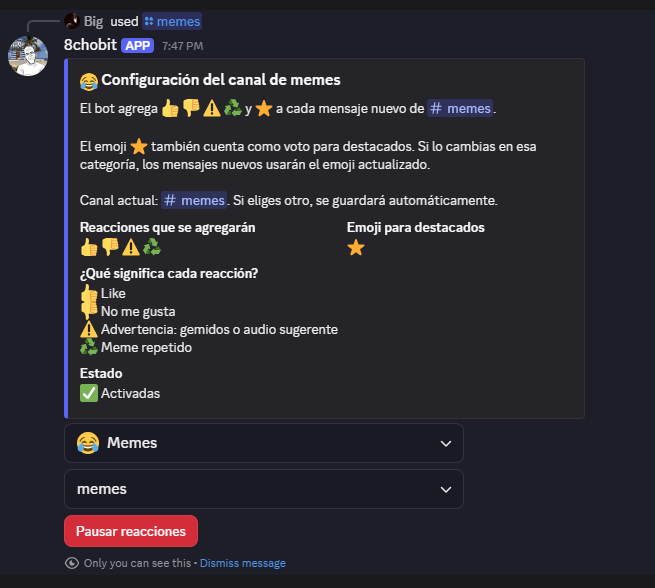 Big used memes
8chobit APP 7:47 PM
😂 Configuración del canal de memes
El bot agrega 👍 👎 ⚠️ ♻️ y ⭐ a cada mensaje nuevo de # memes.
El emoji ⭐ también cuenta como voto para destacados. Si lo cambias en esa
categoría, los mensajes nuevos usarán el emoji actualizado.
Canal actual: # memes. Si eliges otro, se guardará automáticamente.
Reacciones que se agregarán
👍 👎 ⚠️ ♻️
Emoji para destacados
⭐
¿Qué significa cada reacción?
👍 Like
👎 No me gusta
⚠️ Advertencia: gemidos o audio sugerente
♻️ Meme repetido
Estado
✅ Activadas
😂 Memes
memes
Pausar reacciones
Only you can see this • Dismiss message